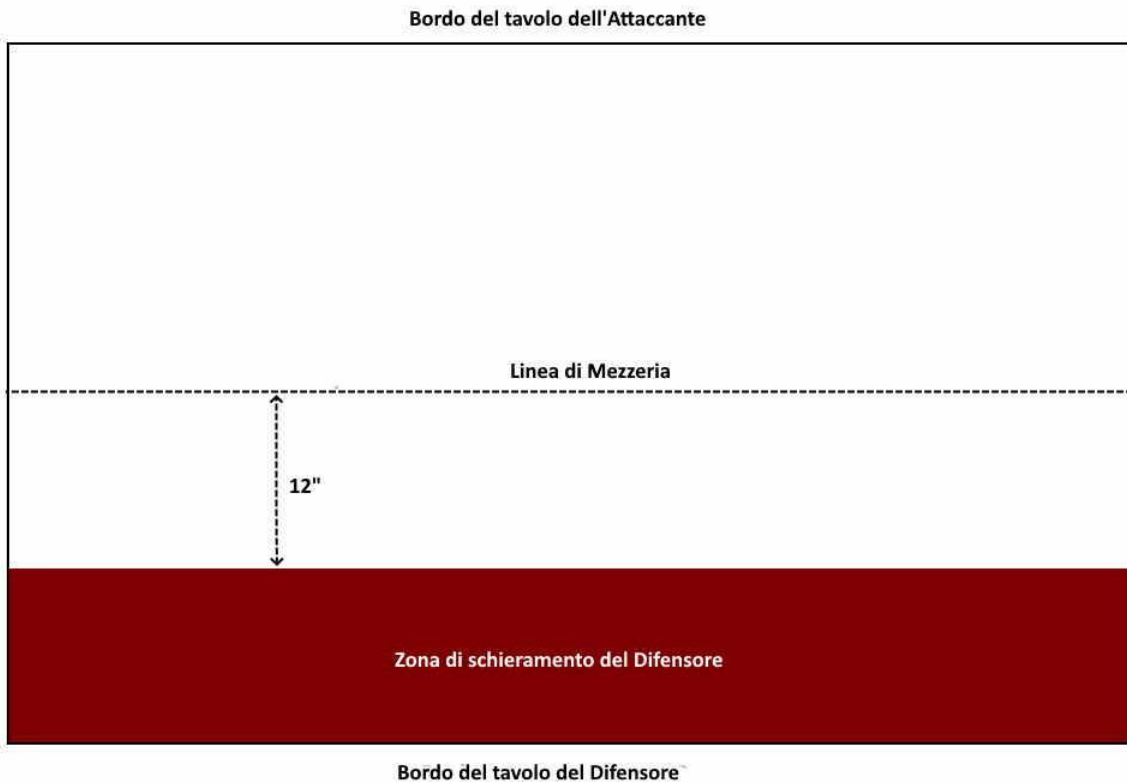 Bordo del tavolo dell'Attaccante
Linea di Mezzeria
12"
Zona di schieramento del Difensore
Bordo del tavolo del Difensore